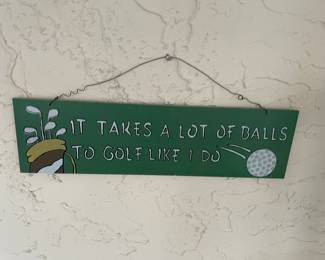 IT TAKES A LOT OF BALLS
TO GOLF LIKE I DO